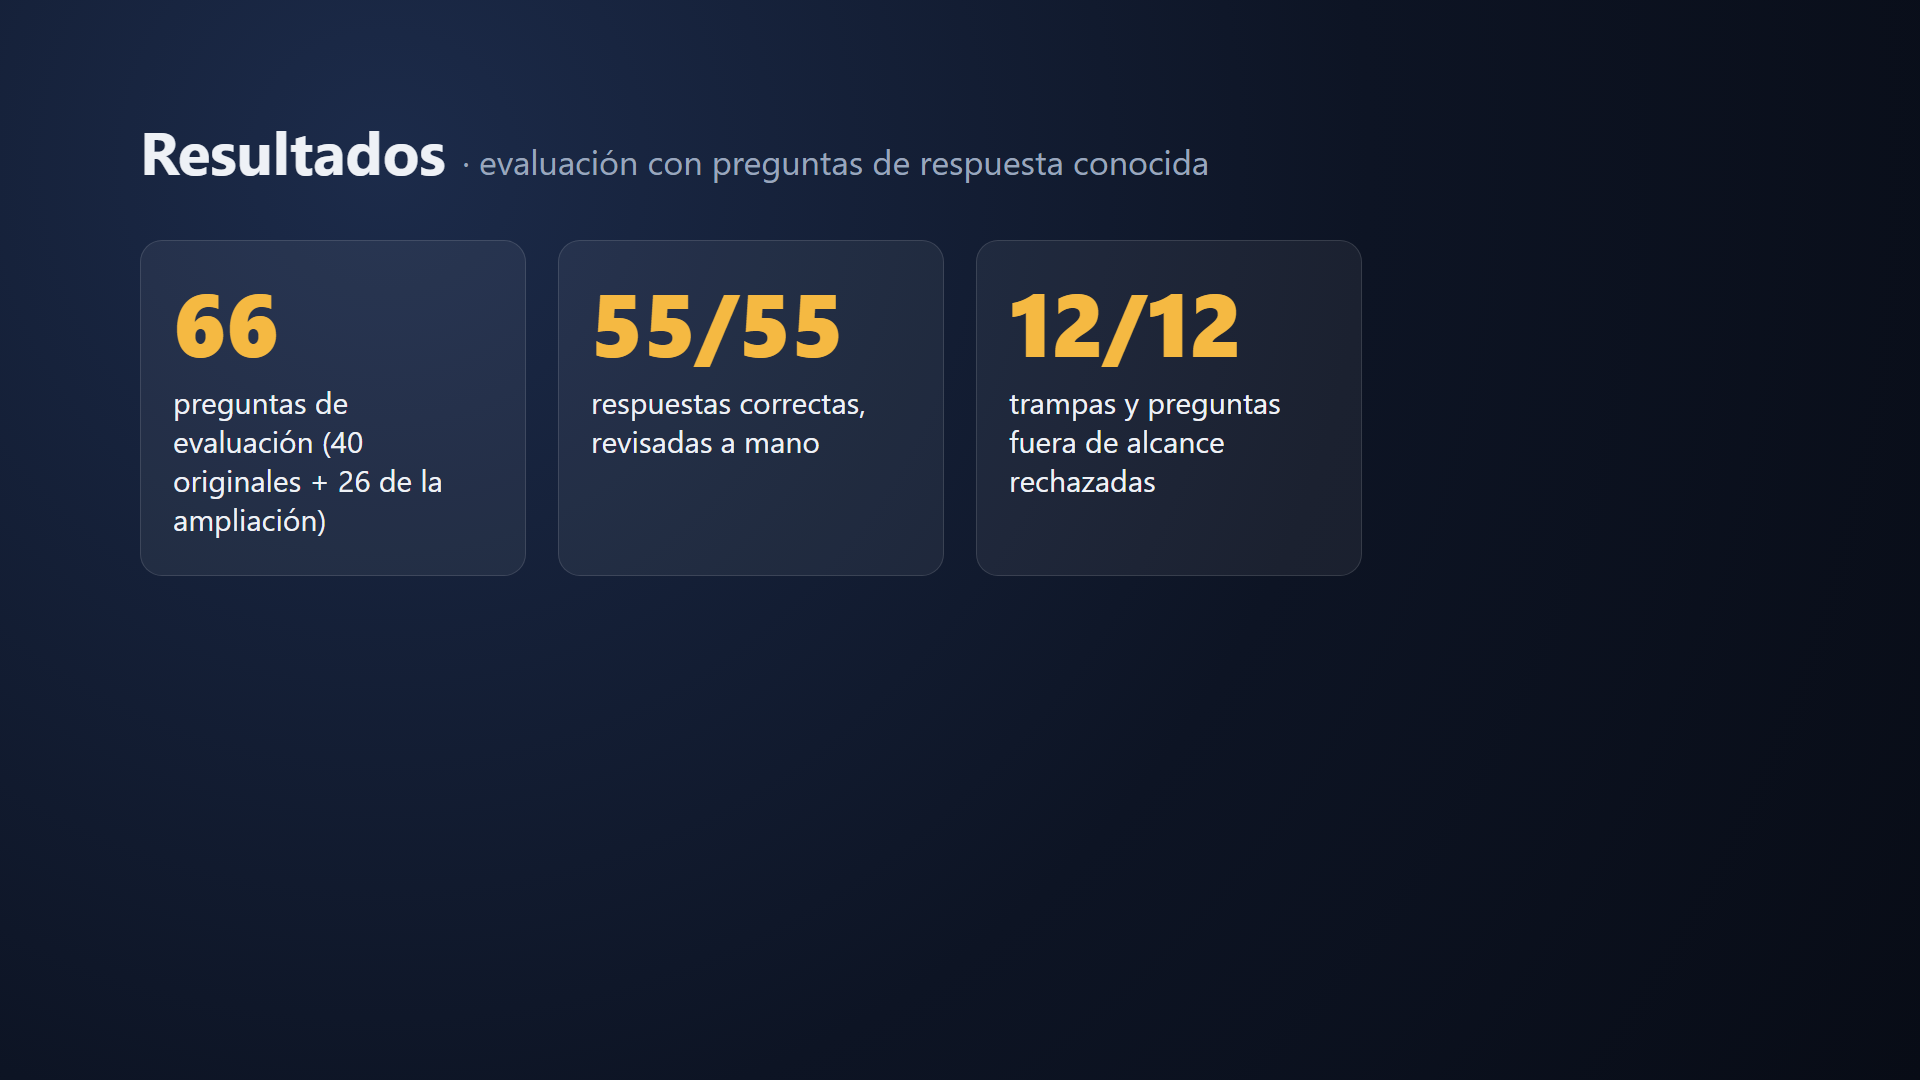 Resultados · evaluación con preguntas de respuesta conocida
66
preguntas de
evaluación (40
originales + 26 de la
ampliación)
55/55
respuestas correctas,
revisadas a mano
12/12
trampas y preguntas
fuera de alcance
rechazadas